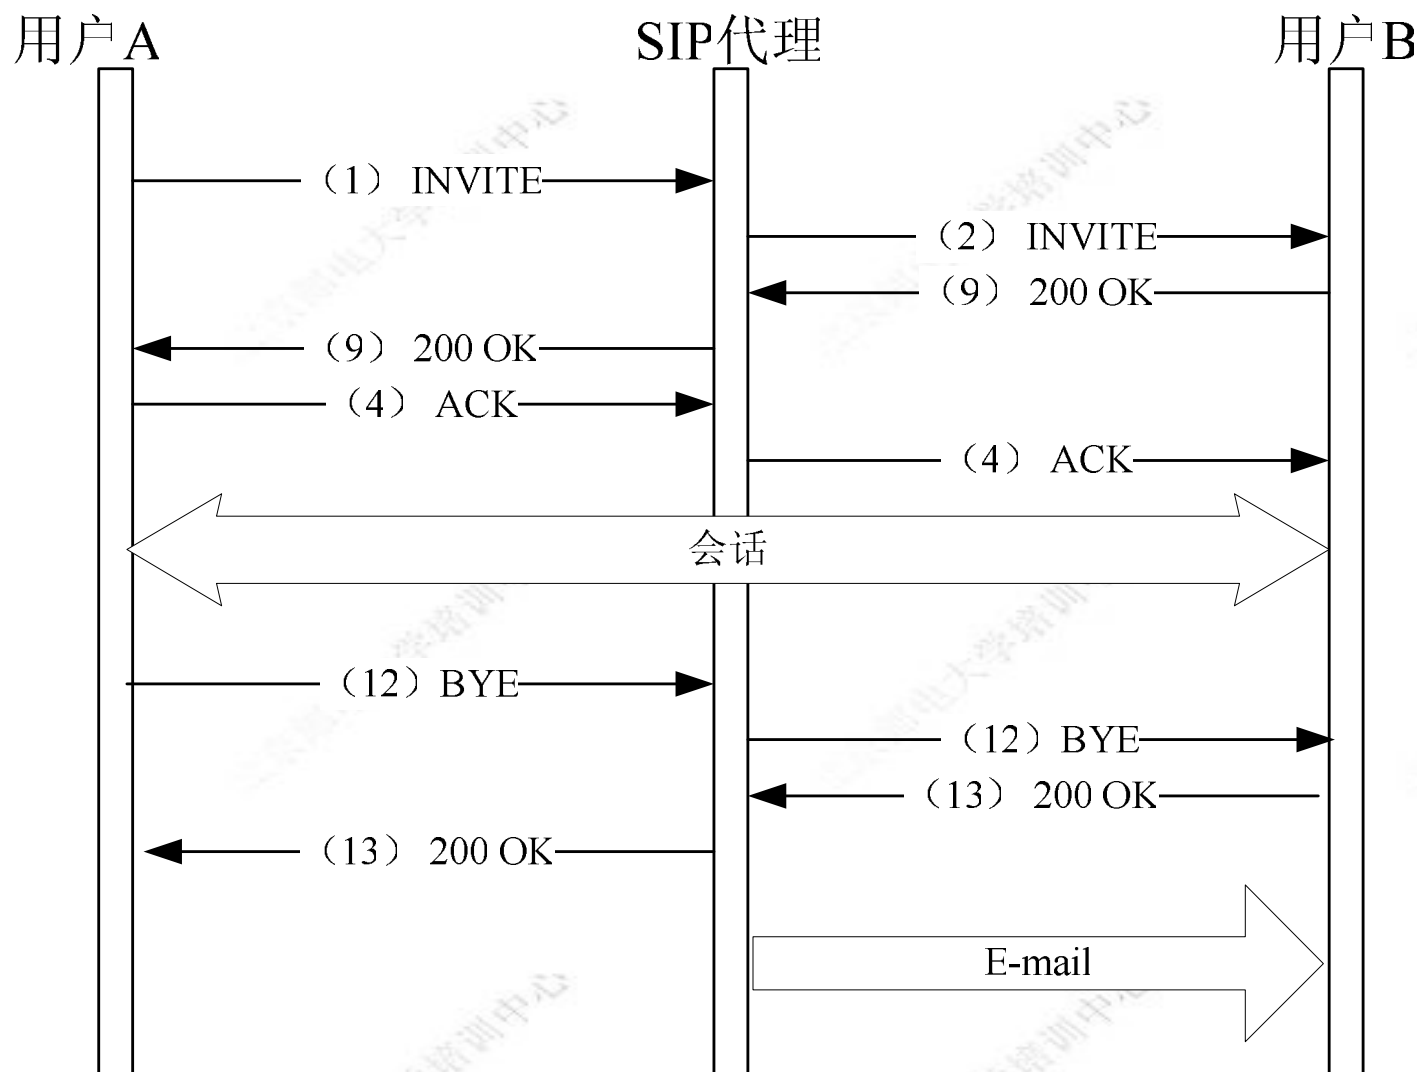 用户A
SIP代理
用户B
（1） INVITE
（2） INVITE
（9） 200 OK
（9） 200 OK
（4） ACK
（4） ACK
会话
（12）BYE
（12）BYE
（13） 200 OK
（13） 200 OK
E-mail